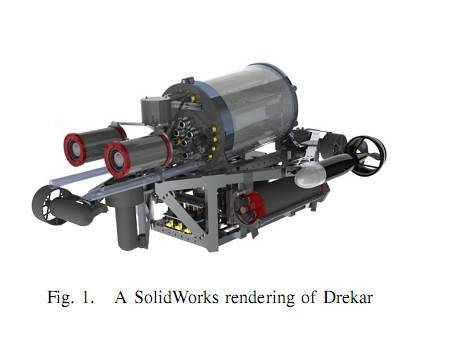 Fig. 1. A SolidWorks rendering of Drekar